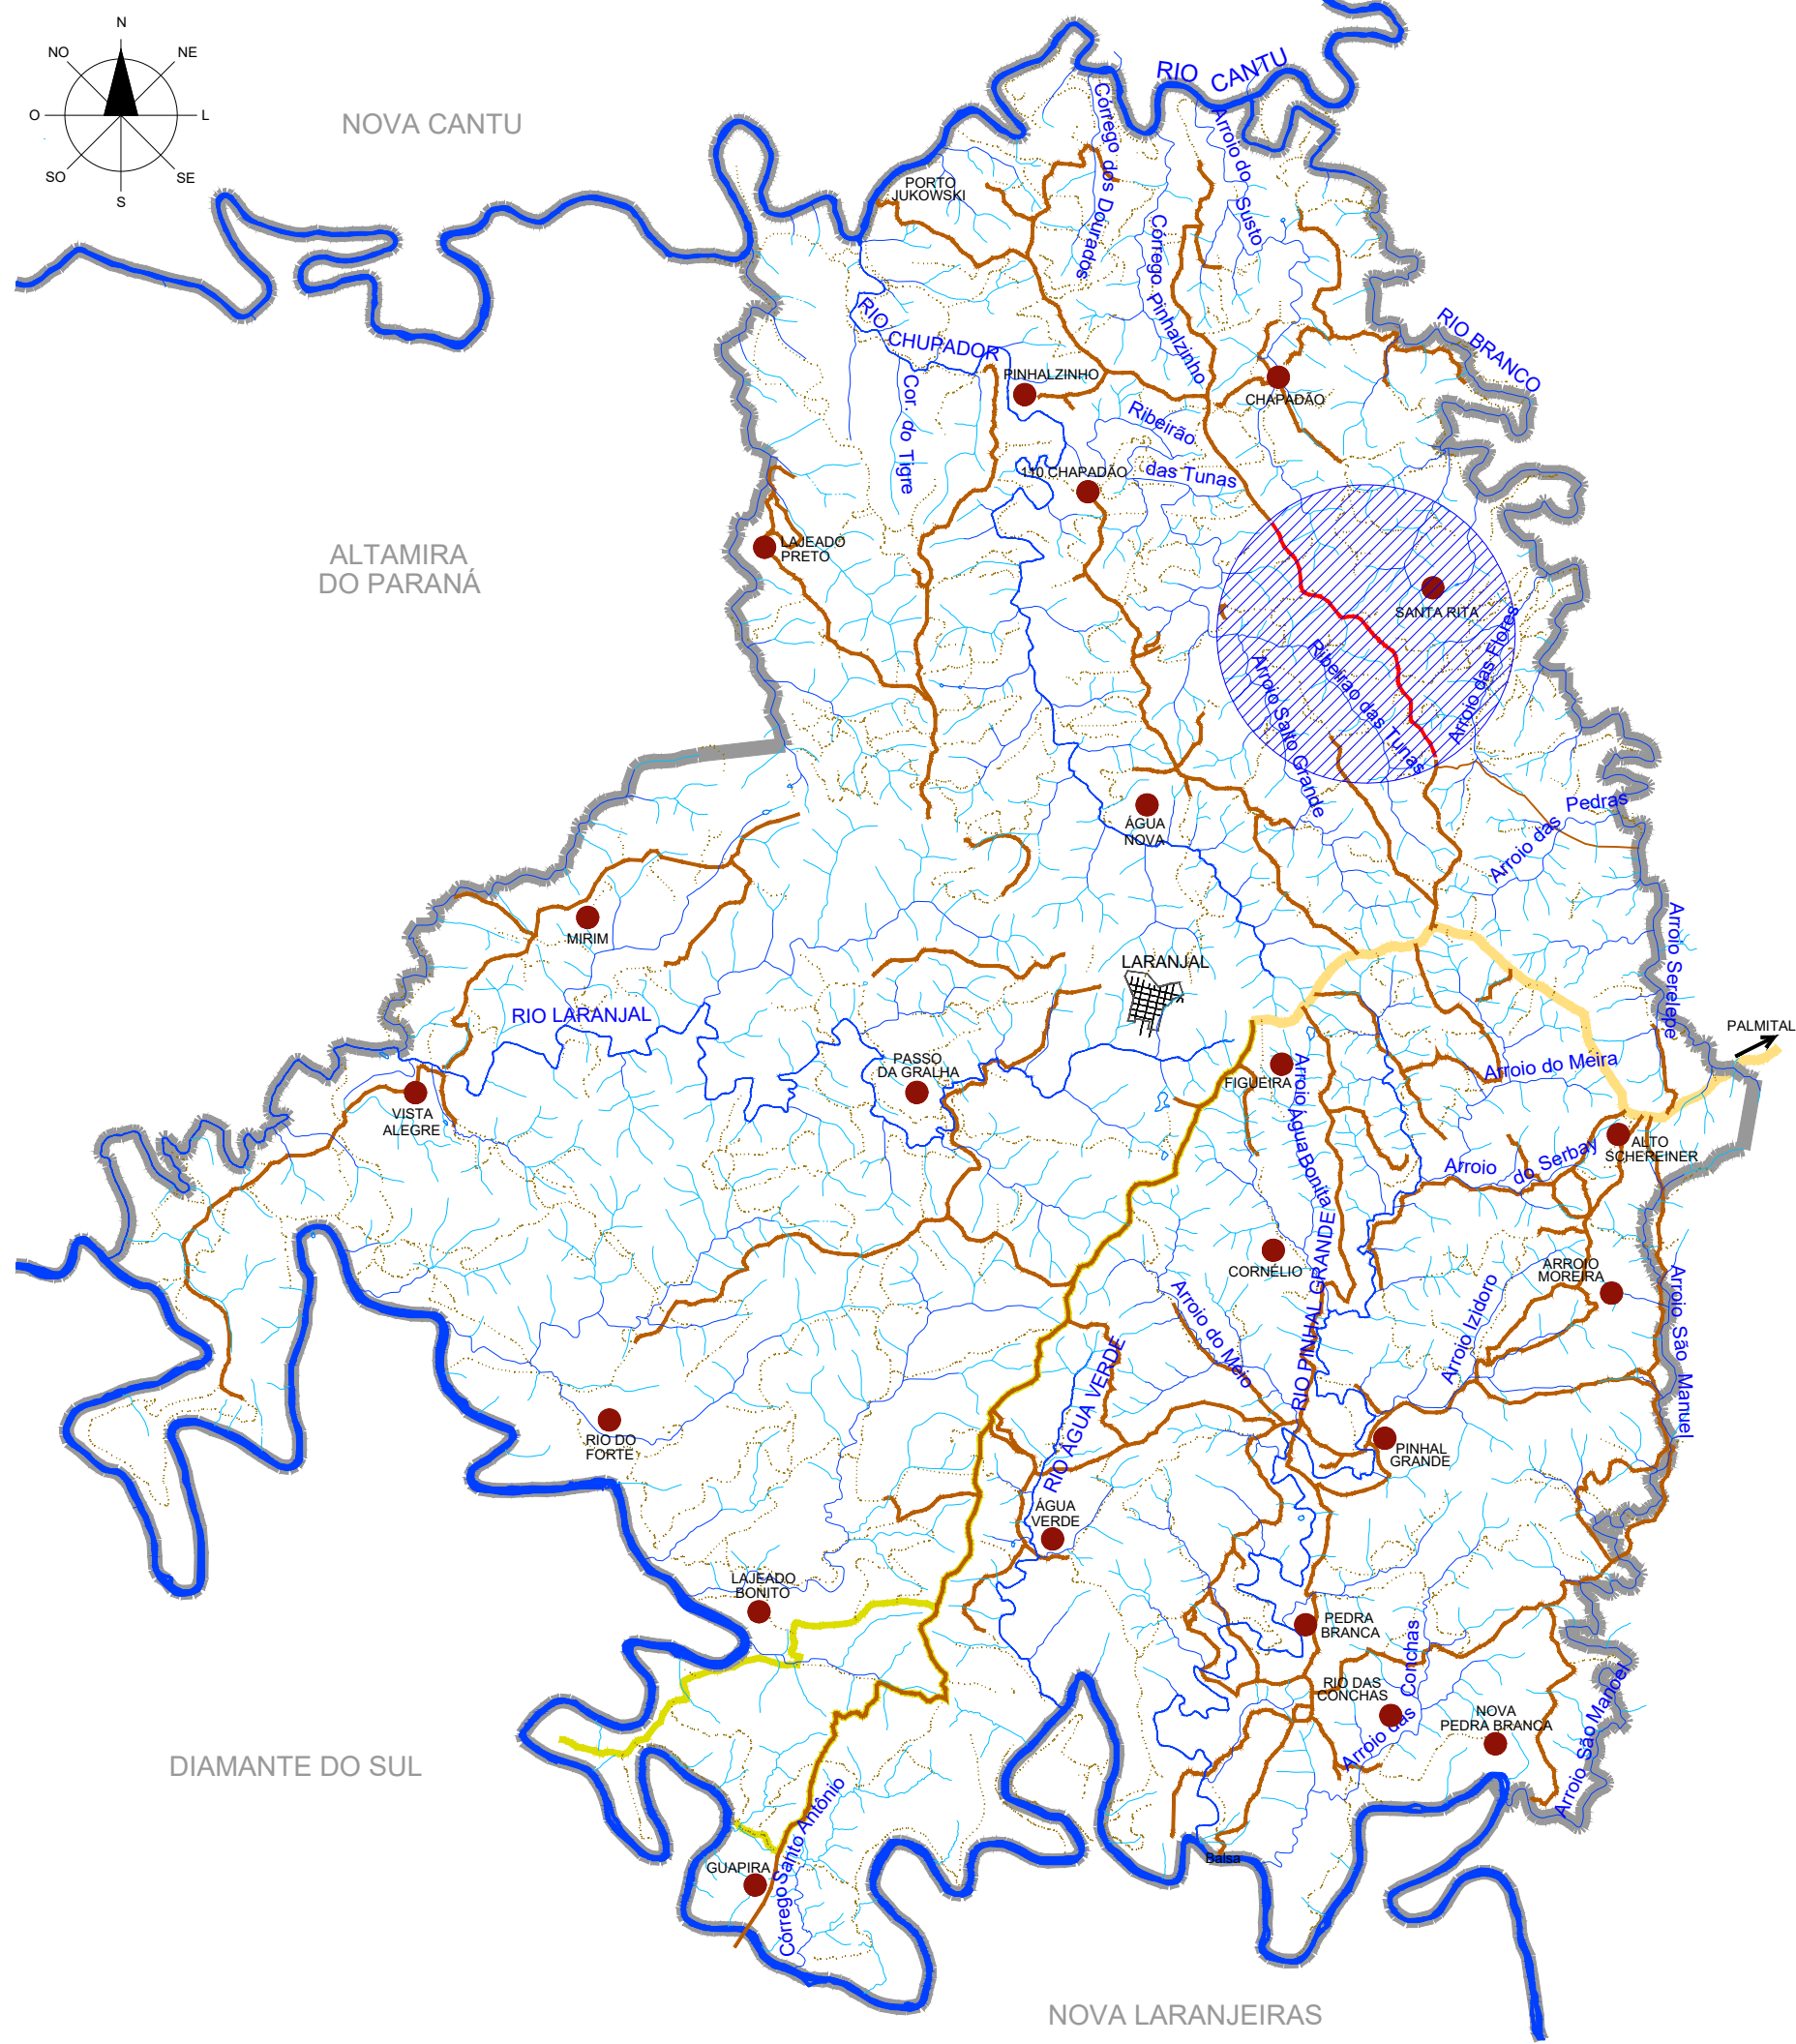 N
NO
NE
O
L
SO
SE
S
RIO CANTU
NOVA CANTU
Córrego dos Dourados
Arroio do Susto
PORTO
JUKOWSKI
Córrego Pinhalzinho
RIO CHUPADOR
RIO BRANCO
PINHALZINHO
CHAPADÃO
Cor. do Tigre
Ribeirão
das Tunas
110 CHAPADÃO
LAJEADO
PRETO
ALTAMIRA
DO PARANÁ
SANTA RITA
Arroio das Flores
Ribeirao das Tunas
Arroio Salto Grande
ÁGUA
NOVA
Arroio das Pedras
MIRIM
Arroio Serelepe
LARANJAL
RIO LARANJAL
PALMITAL
PASSO
DA GRALHA
FIGUEIRA
Arroio do Meira
Arroio Água Bonita
VISTA
ALEGRE
ALTO
SCHEREINER
Arroio do Serbay
CORNÉLIO
ARROIO
MOREIRA
RIO PINHAL GRANDE
Arroio do Meio
Arroio Izidoro
Arroio São Manuel
RIO ÁGUA VERDE
RIO DO
FORTE
PINHAL
GRANDE
ÁGUA
VERDE
LAJEADO
BONITO
PEDRA
BRANCA
Arroio das Conchas
RIO DAS
CONCHAS
NOVA
PEDRA BRANCA
Arroio São Manoel
DIAMANTE DO SUL
Córrego Santo Antônio
GUAPIRA
Balsa
NOVA LARANJEIRAS